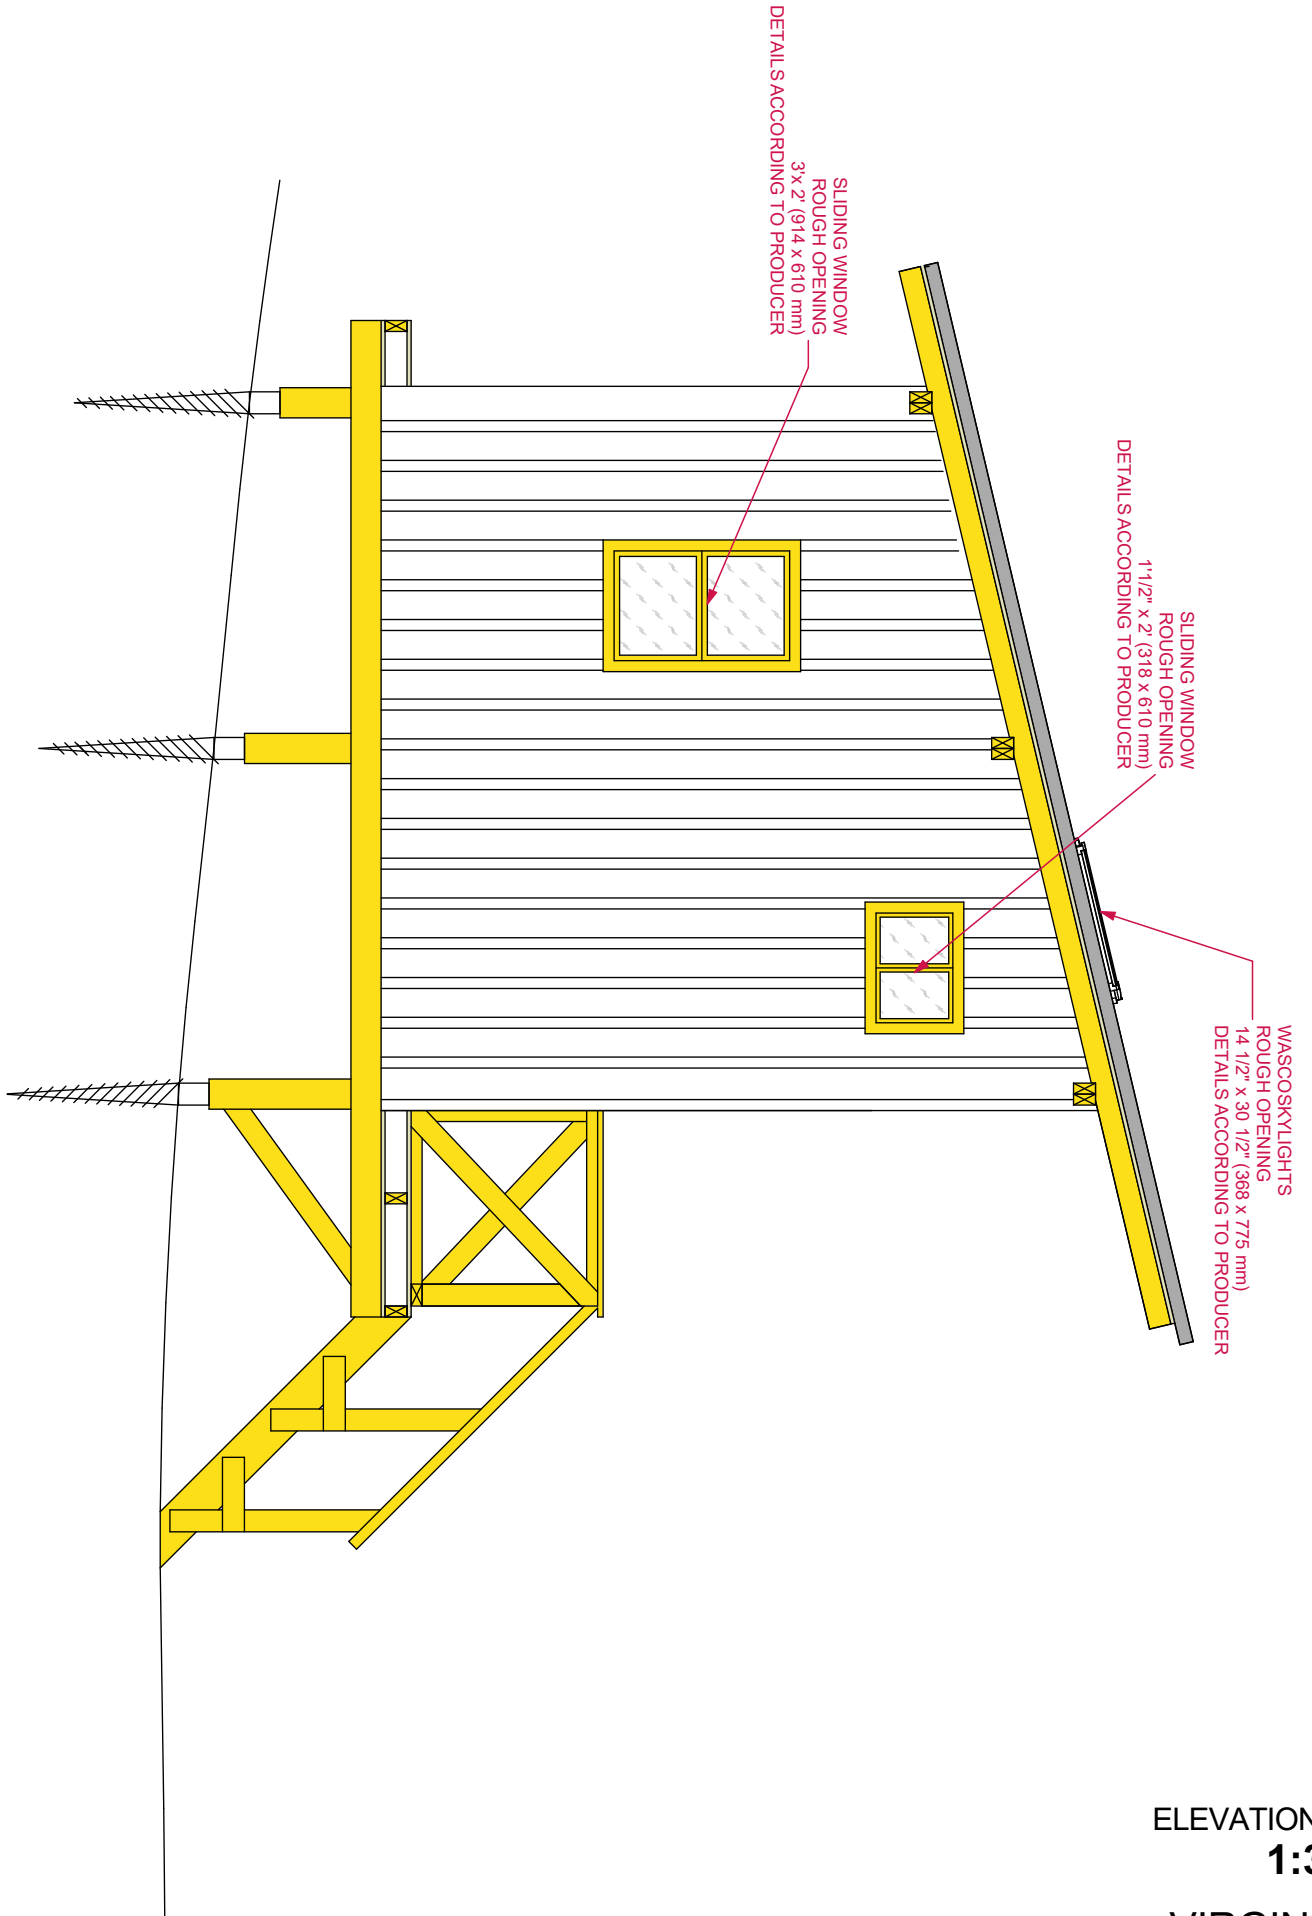 SLIDING WINDOW
ROUGH OPENING
3'x 2' (914 x 610 mm)
DETAILS ACCORDING TO PRODUCER
SLIDING WINDOW
ROUGH OPENING
1'1/2" x 2' (318 x 610 mm)
DETAILS ACCORDING TO PRODUCER
WASCOSKYLIGHTS
ROUGH OPENING
14 1/2" x 30 1/2" (368 x 775 mm)
DETAILS ACCORDING TO PRODUCER
ELEVATION